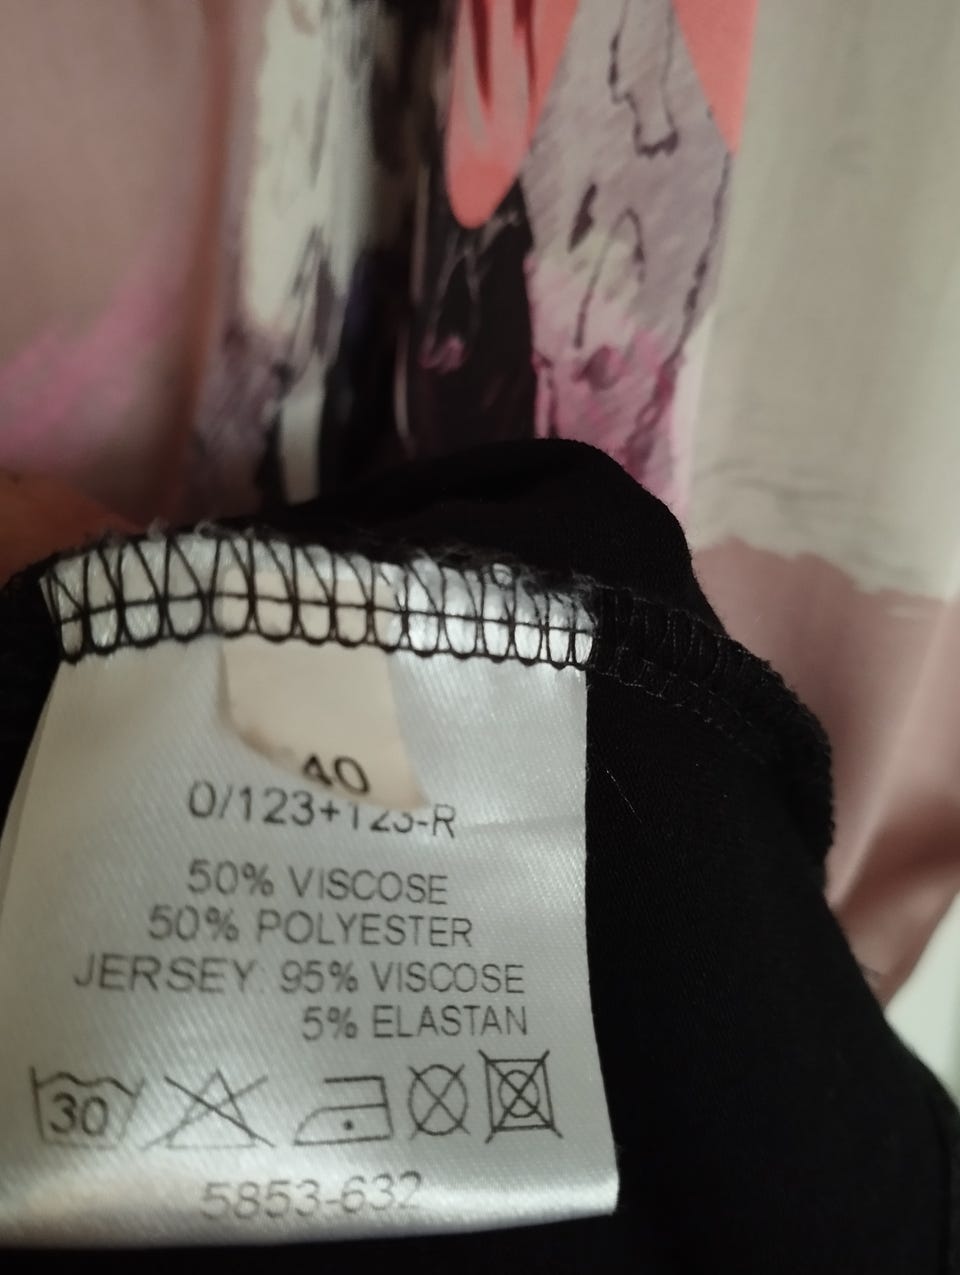 40
0/123+123-R
50% VISCOSE
50% POLYESTER
JERSEY: 95% VISCOSE
5% ELASTAN
30
5853-632